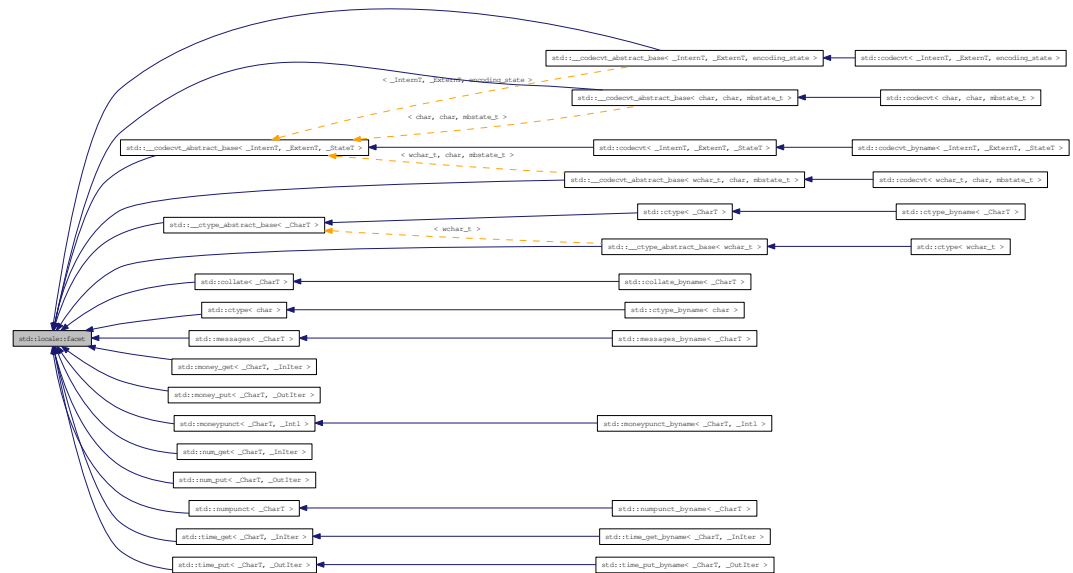 std::__codecvt_abstract_base< _InternT, _ExternT, encoding_state >
std::codecvt< _InternT, _ExternT, encoding_state >
< _InternT, _ExternT, encoding_state >
std::__codecvt_abstract_base< char, char, mbstate_t >
std::codecvt< char, char, mbstate_t >
< char, char, mbstate_t >
std::__codecvt_abstract_base< _InternT, _ExternT, _StateT >
std::codecvt< _InternT, _ExternT, _StateT >
std::codecvt_byname< _InternT, _ExternT, _StateT >
< wchar_t, char, mbstate_t >
std::__codecvt_abstract_base< wchar_t, char, mbstate_t >
std::codecvt< wchar_t, char, mbstate_t >
std::ctype< _CharT >
std::ctype_byname< _CharT >
std::__ctype_abstract_base< _CharT >
< wchar_t >
std::__ctype_abstract_base< wchar_t >
std::ctype< wchar_t >
std::collate< _CharT >
std::collate_byname< _CharT >
std::ctype< char >
std::ctype_byname< char >
std::locale::facet
std::messages< _CharT >
std::messages_byname< _CharT >
std::money_get< _CharT, _InIter >
std::money_put< _CharT, _OutIter >
std::moneypunct< _CharT, _Intl >
std::moneypunct_byname< _CharT, _Intl >
std::num_get< _CharT, _InIter >
std::num_put< _CharT, _OutIter >
std::numpunct< _CharT >
std::numpunct_byname< _CharT >
std::time_get< _CharT, _InIter >
std::time_get_byname< _CharT, _InIter >
std::time_put< _CharT, _OutIter >
std::time_put_byname< _CharT, _OutIter >